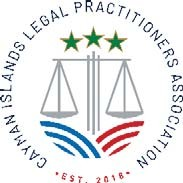 CAYMAN ISLANDS LEGAL PRACTITIONERS ASSOCIATION
•EST. 2018•